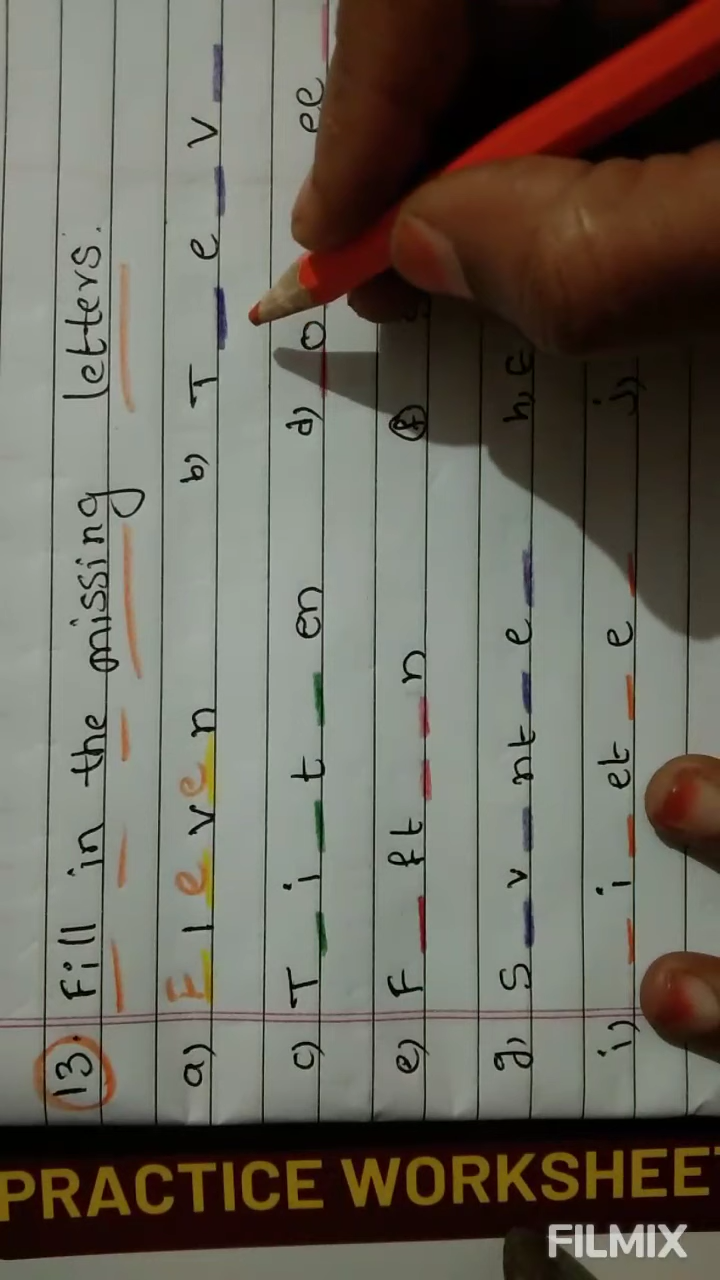 13. Fill in the missing letters.
a) Eleven b) T _ e _ v _
c) T _ i _ t _ en d) _ o ee _
e) F _ ft _ _ n f)
g) S _ v _ nt _ e _ h)
i) _ i _ et _ e _ j)
PRACTICE WORKSHEET
FILMIX